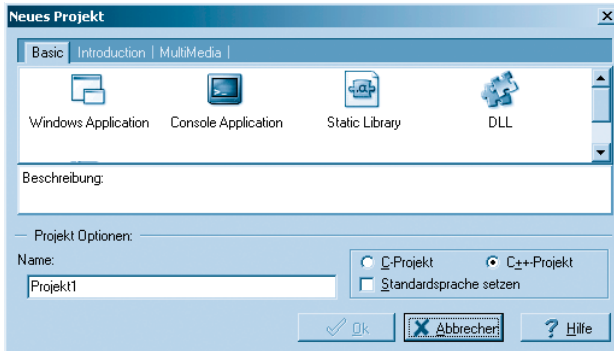 Neues Projekt
Basic | Introduction | MultiMedia |
Windows Application Console Application Static Library DLL
Beschreibung:
Projekt Optionen:
Name:
Projekt1
C-Projekt C++-Projekt
Standardsprache setzen
Ok Abbrechen Hilfe